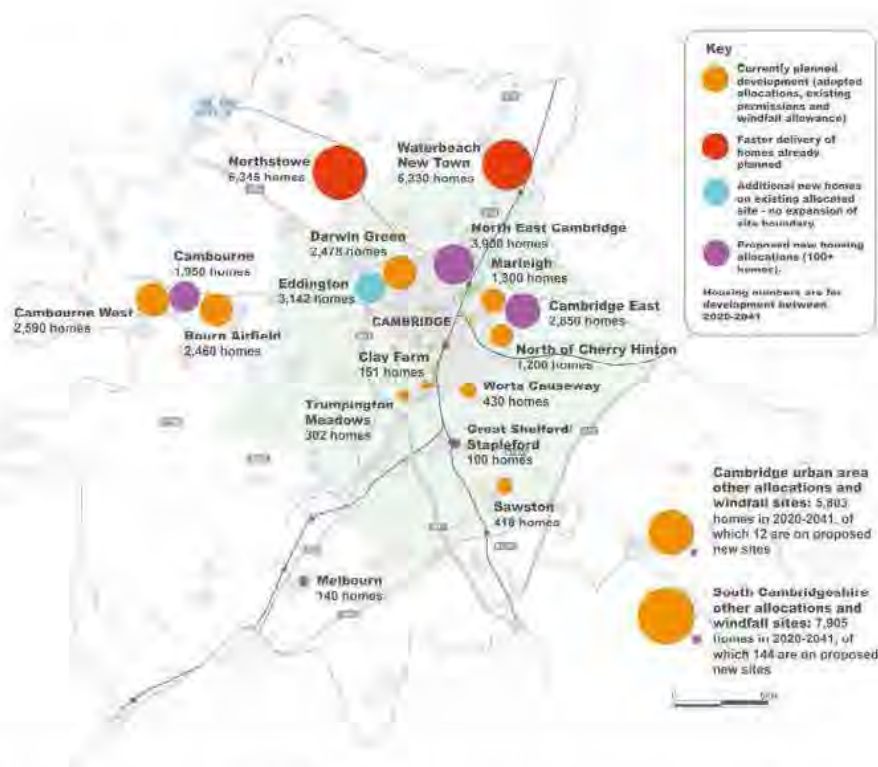 Key
Currently planned
development (adopted
allocations, existing
permissions and
windfall allowance)
Faster delivery of
homes already
planned
Additional new homes
on existing allocated
site - no expansion of
site boundary
Proposed new housing
allocations (100+
homes).
Housing numbers are for
development between
2020-2041
Northstowe
6,345 homes
Waterbeach
New Town
6,330 homes
Darwin Green
2,478 homes
North East Cambridge
3,900 homes
Marleigh
1,300 homes
Cambourne
1,950 homes
Eddington
3,142 homes
Cambourne West
2,590 homes
Bourn Airfield
2,460 homes
CAMBRIDGE
Cambridge East
2,850 homes
North of Cherry Hinton
1,200 homes
Clay Farm
151 homes
Worts Causeway
430 homes
Trumpington
Meadows
302 homes
Great Shelford/
Stapleford
100 homes
Sawston
418 homes
Melbourn
140 homes
Cambridge urban area
other allocations and
windfall sites: 5,803
homes in 2020-2041, of
which 12 are on proposed
new sites
South Cambridgeshire
other allocations and
windfall sites: 7,905
homes in 2020-2041, of
which 144 are on proposed
new sites
0